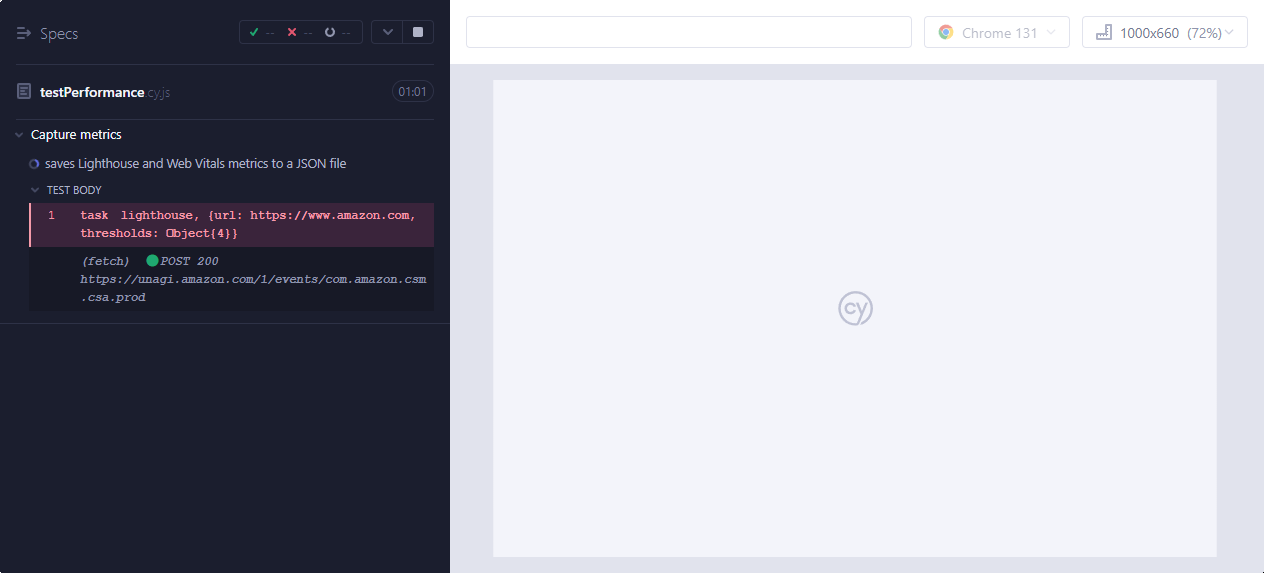 Specs
-- -- --
Chrome 131
1000x660 (72%)
testPerformance.cy.js
01:01
Capture metrics
saves Lighthouse and Web Vitals metrics to a JSON file
TEST BODY
1 task lighthouse, {url: https://www.amazon.com,
thresholds: Object{4}}
(fetch) POST 200
https://unagi.amazon.com/1/events/com.amazon.csm
.csa.prod
cy